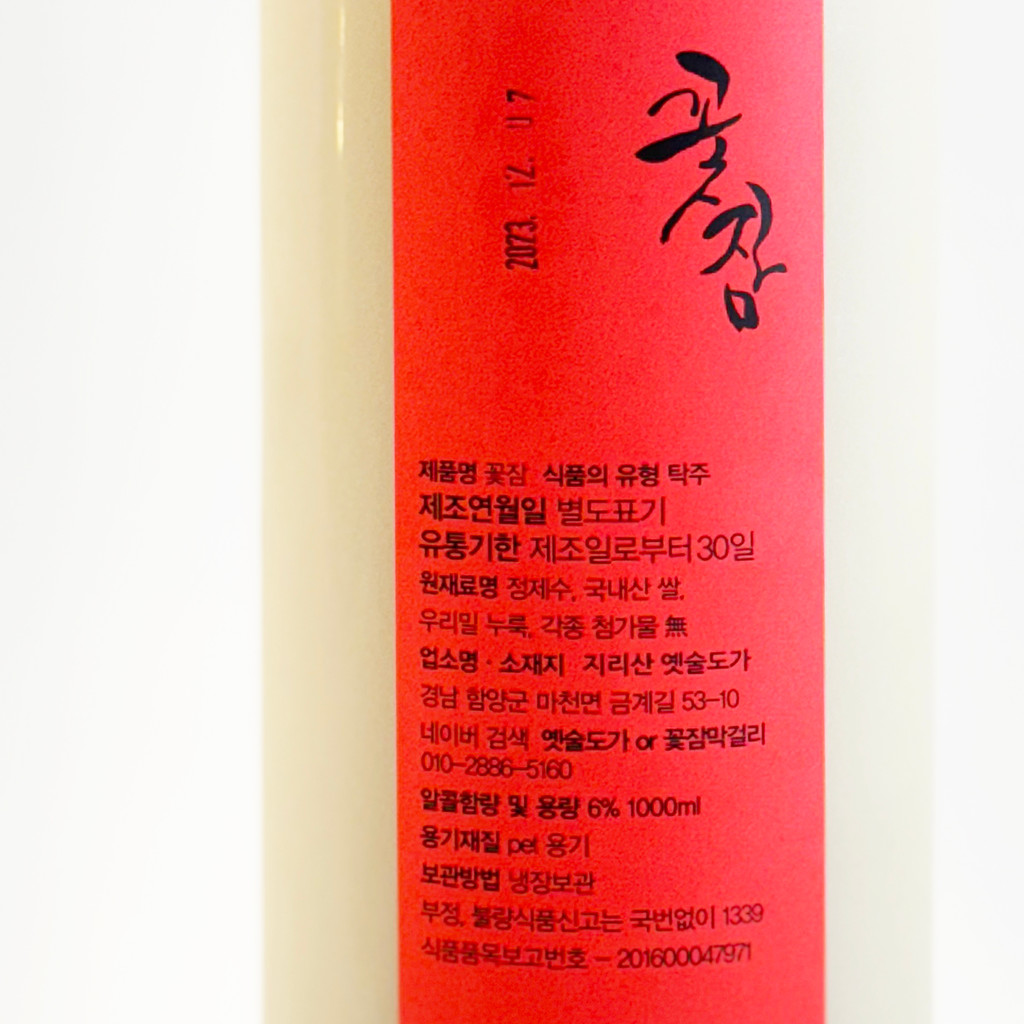 꽃잠
2023. 12. 07
제품명 꽃잠 식품의 유형 탁주
제조연월일 별도표기
유통기한 제조일로부터 30일
원재료명 정제수, 국내산 쌀,
우리밀 누룩, 각종 첨가물 無
업소명 · 소재지 지리산 옛술도가
경남 함양군 마천면 금계길 53-10
네이버 검색 옛술도가 or 꽃잠막걸리
010-2886-5160
알콜함량 및 용량 6% 1000ml
용기재질 pet 용기
보관방법 냉장보관
부정, 불량식품신고는 국번없이 1339
식품품목보고번호 - 201600047971